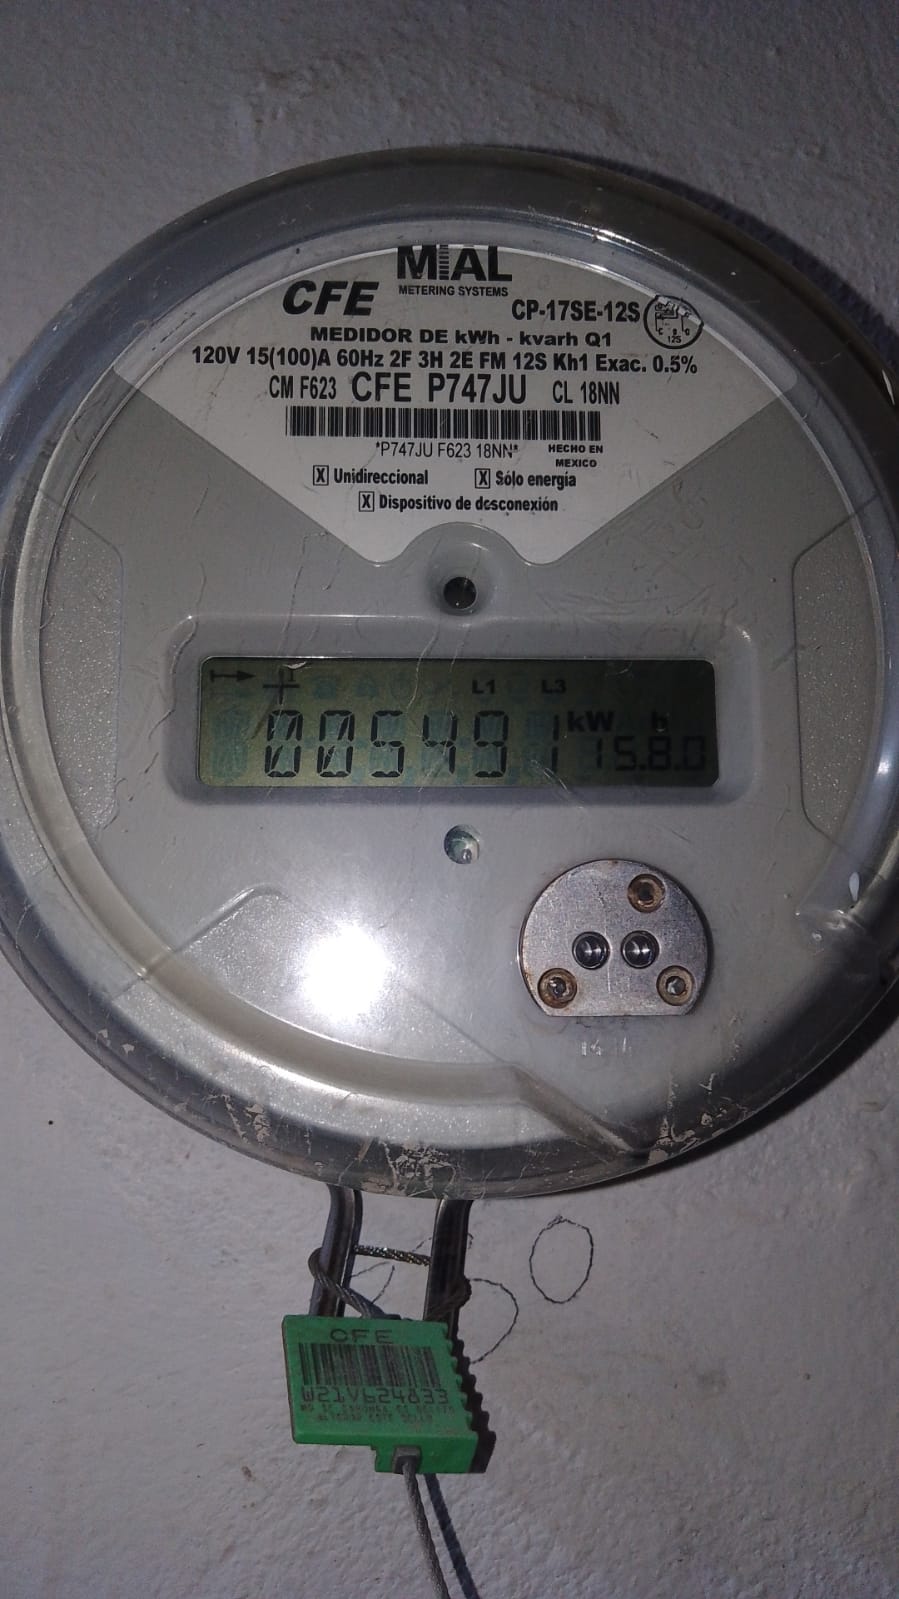 MIAL
METERING SYSTEMS
CFE
CP-17SE-12S
MEDIDOR DE kWh - kvarh Q1
120V 15(100)A 60Hz 2F 3H 2E FM 12S Kh1 Exac. 0.5%
CM F623 CFE P747JU CL 18NN
*P747JU F623 18NN*
HECHO EN
MEXICO
X Unidireccional X Sólo energía
X Dispositivo de desconexión
L1 L3
005491 kW h 15.8.0
CFE
W21V624833